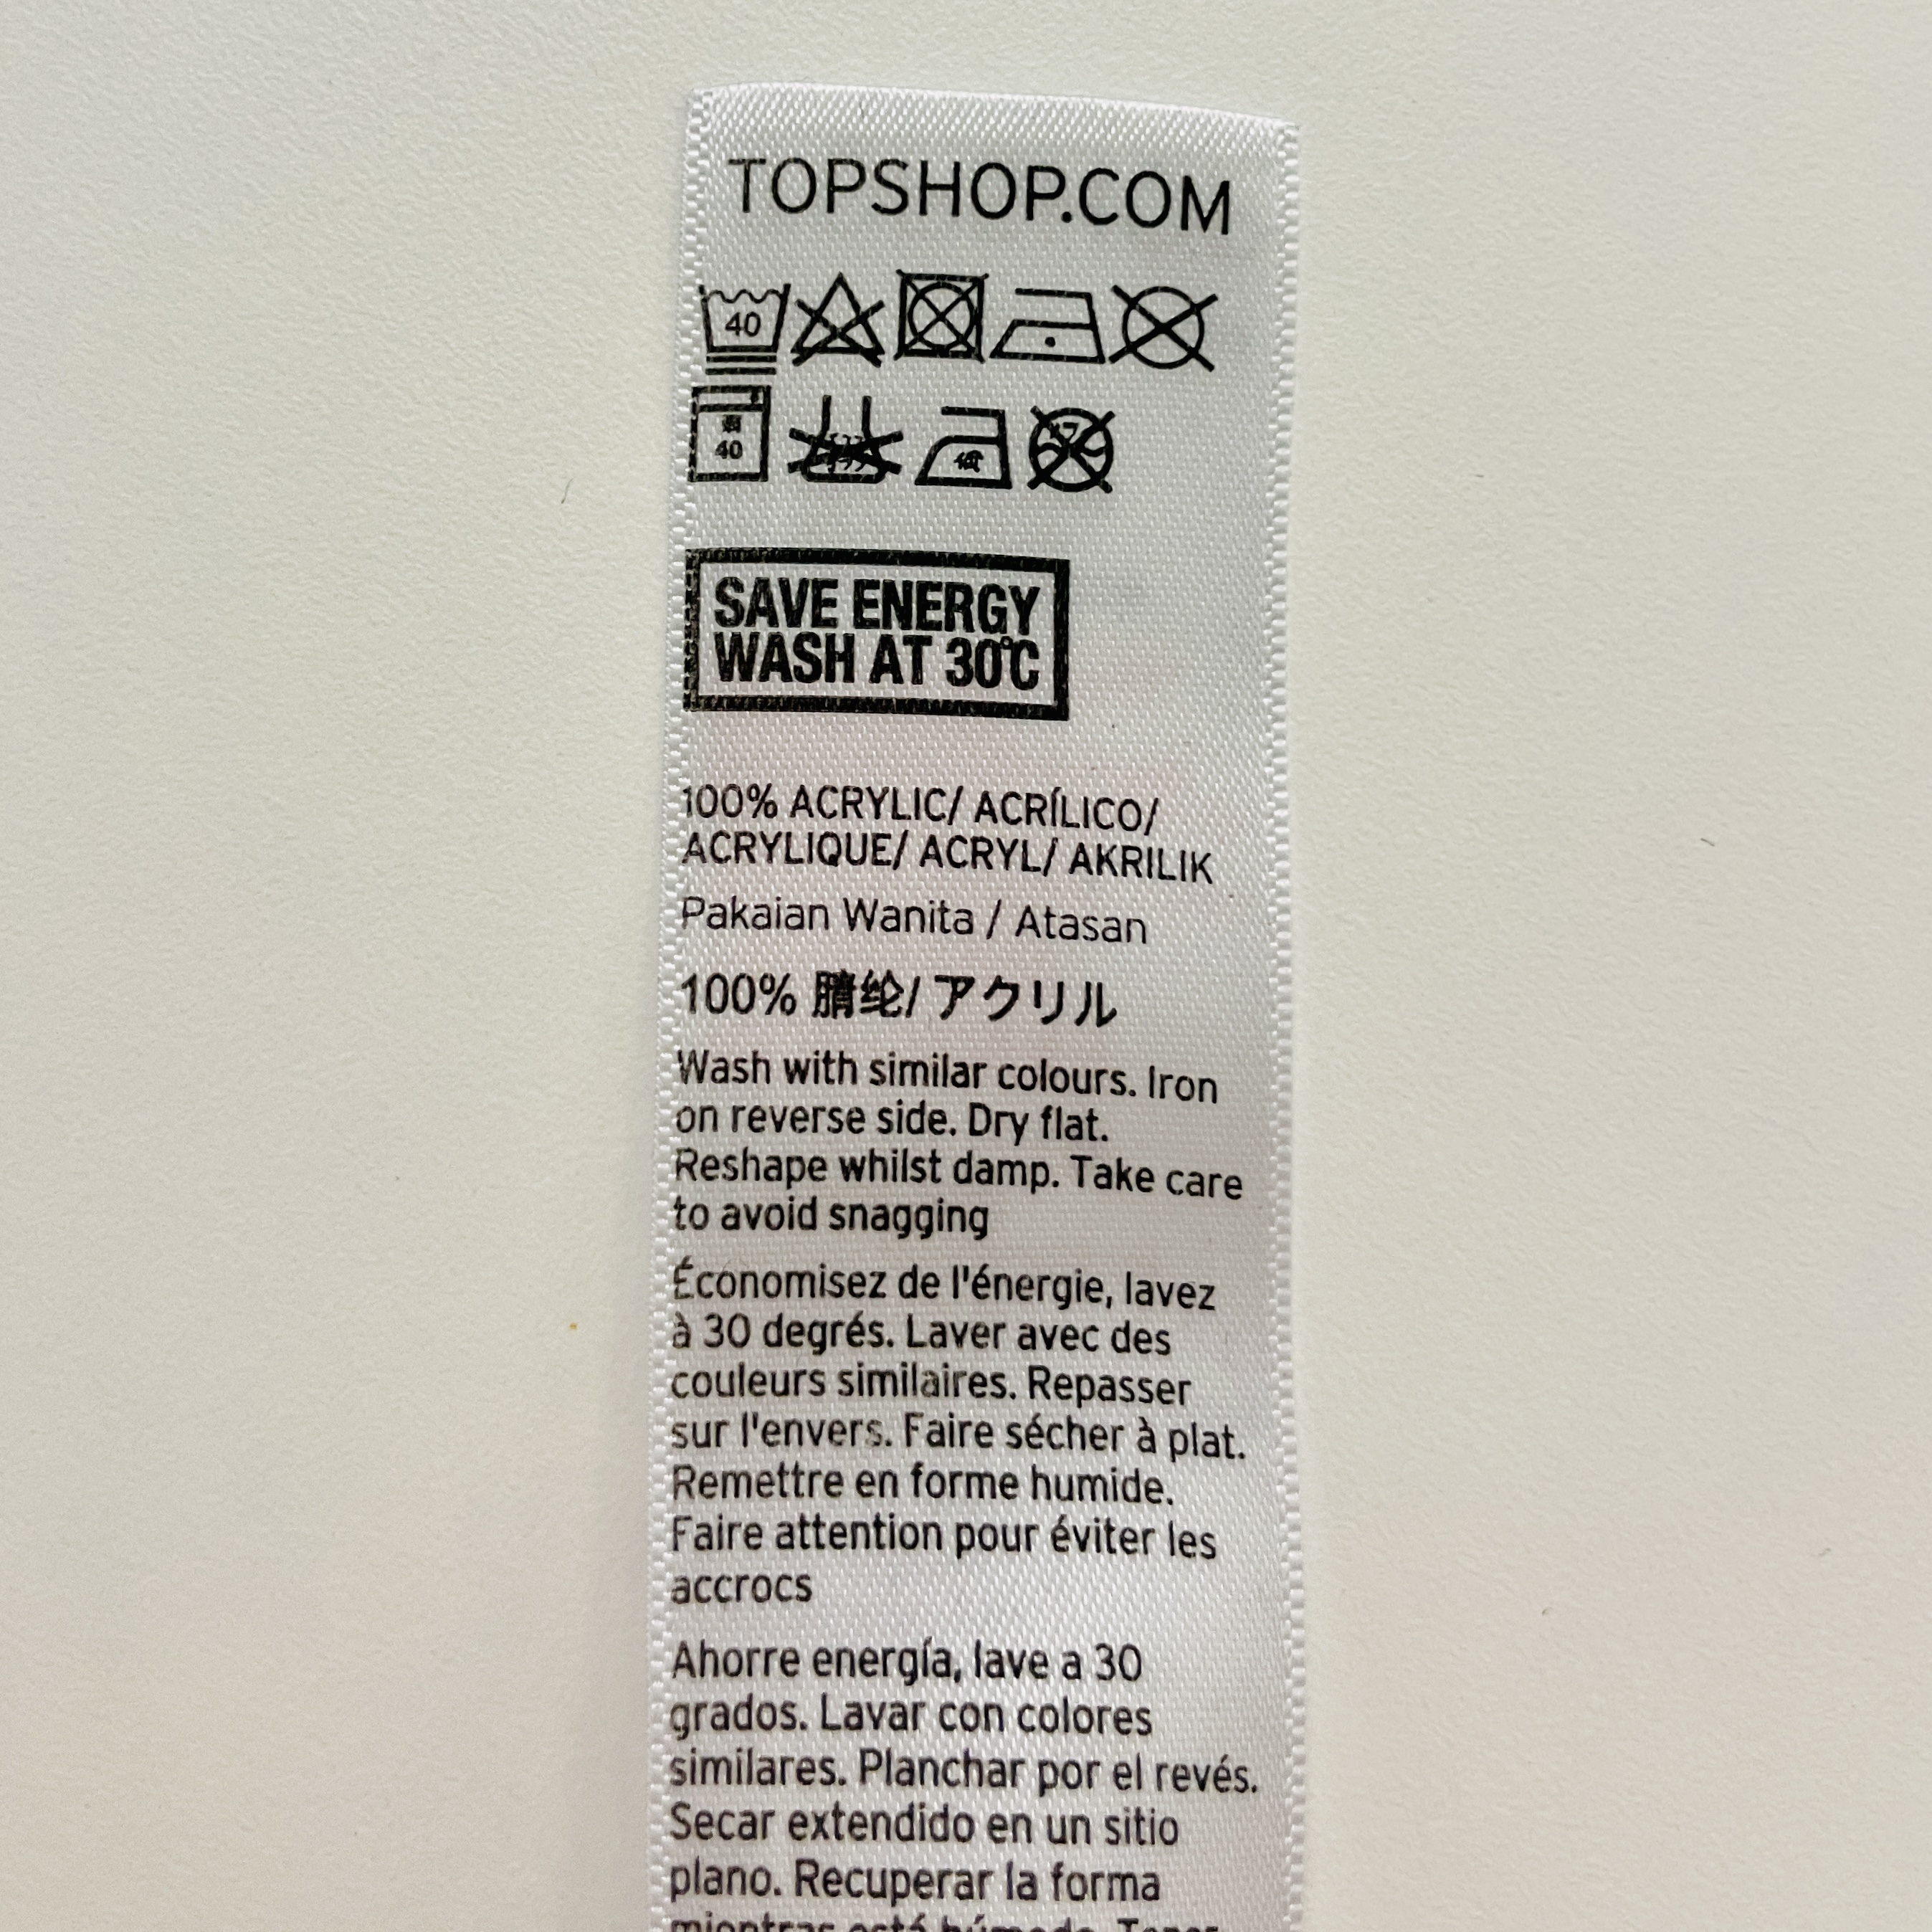 TOPSHOP.COM
40
40
SAVE ENERGY
WASH AT 30°C
100% ACRYLIC/ ACRÍLICO/
ACRYLIQUE/ ACRYL/ AKRILIK
Pakaian Wanita / Atasan
100% 腈纶/ アクリル
Wash with similar colours. Iron
on reverse side. Dry flat.
Reshape whilst damp. Take care
to avoid snagging
Économisez de l'énergie, lavez
à 30 degrés. Laver avec des
couleurs similaires. Repasser
sur l'envers. Faire sécher à plat.
Remettre en forme humide.
Faire attention pour éviter les
accrocs
Ahorre energía, lave a 30
grados. Lavar con colores
similares. Planchar por el revés.
Secar extendido en un sitio
plano. Recuperar la forma
mientras está húmedo. Tener